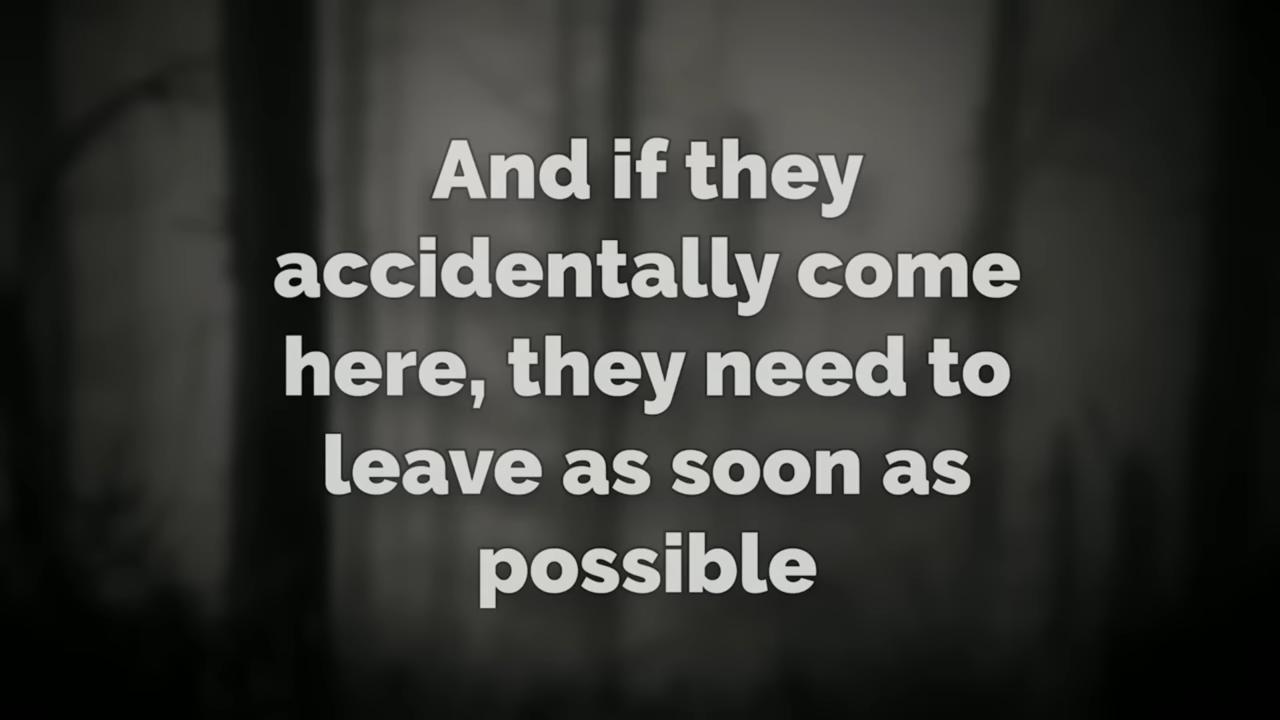 And if they
accidentally come
here, they need to
leave as soon as
possible